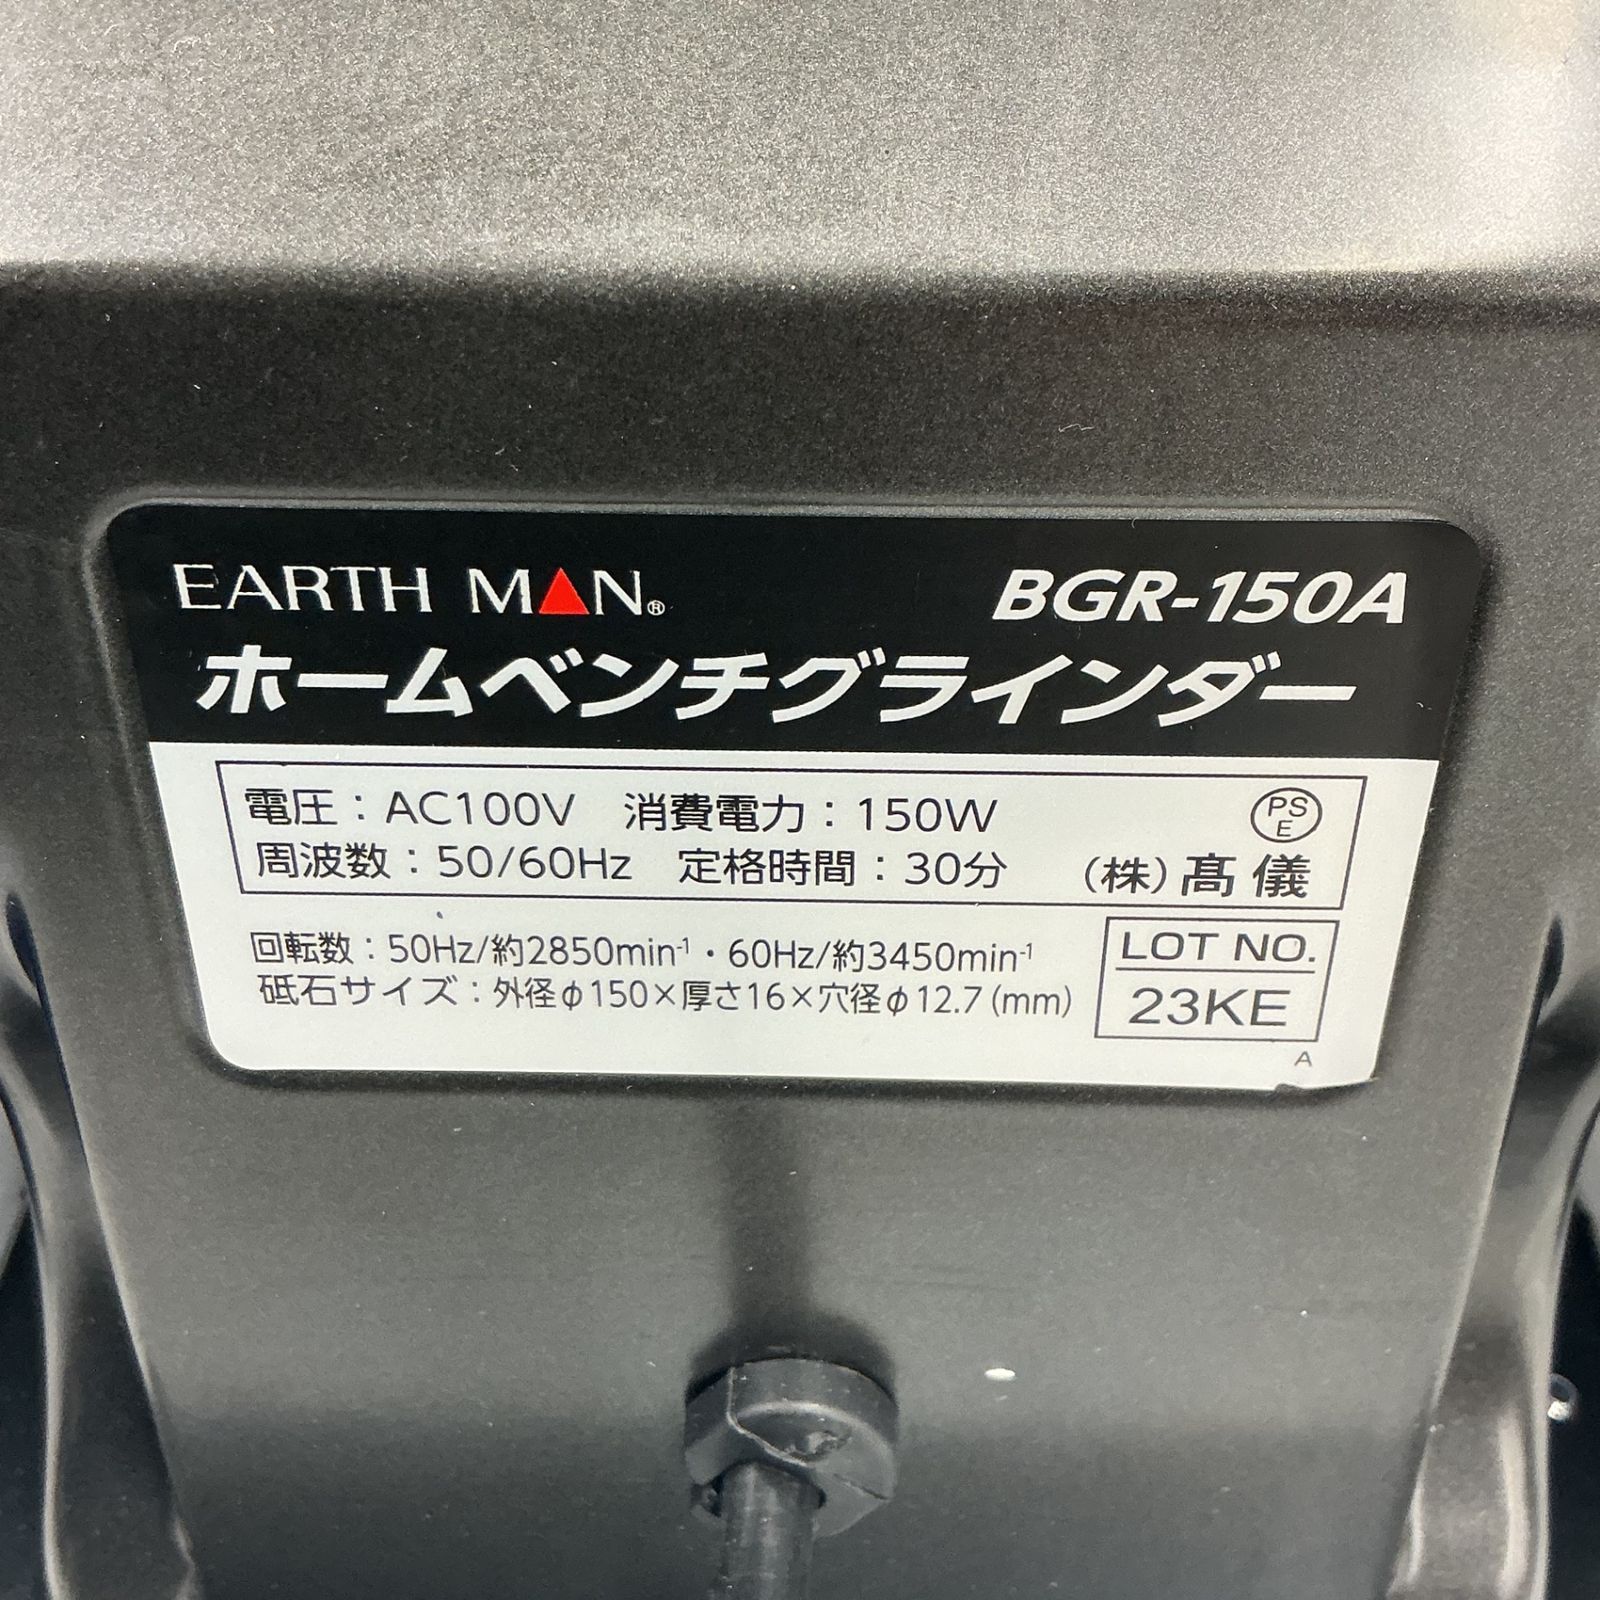 EARTH MAN® BGR-150A
ホームベンチグラインダー
電圧：AC100V 消費電力：150W PSE
周波数：50/60Hz 定格時間：30分 (株)髙儀
回転数：50Hz/約2850min⁻¹・60Hz/約3450min⁻¹
砥石サイズ：外径φ150×厚さ16×穴径φ12.7(mm)
LOT NO.
23KE
A